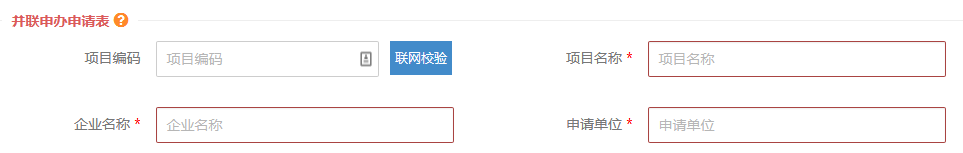 并联申办申请表 ?
项目编码 项目编码 联网校验 项目名称 * 项目名称
企业名称 * 企业名称 申请单位 * 申请单位